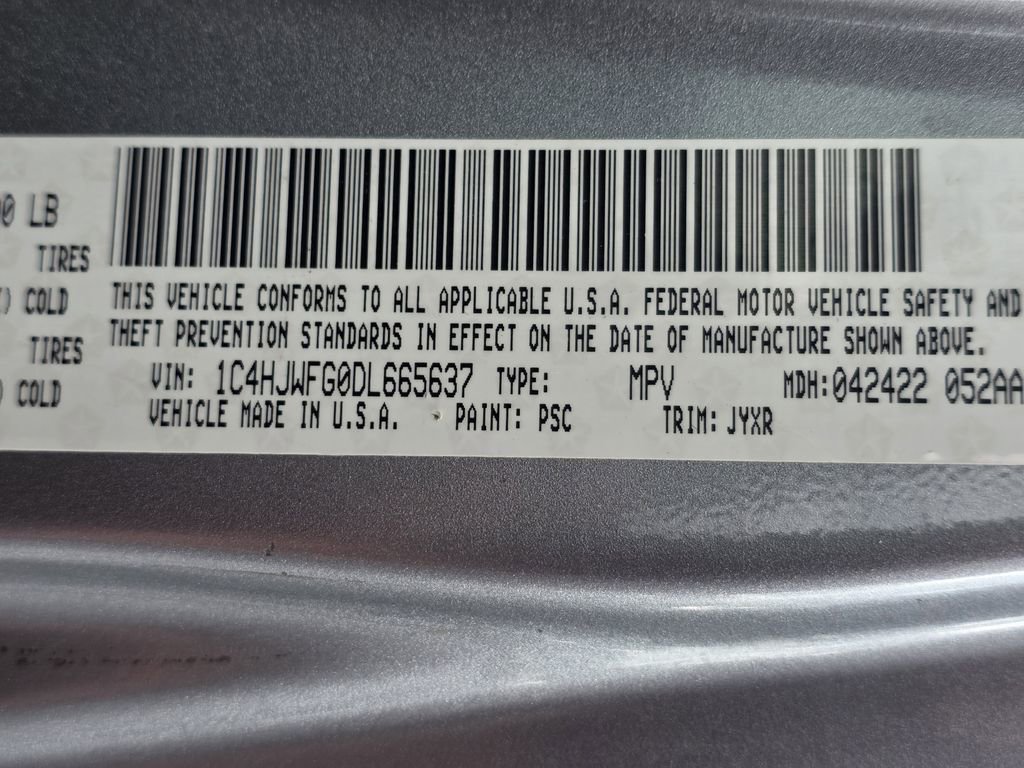 00 LB
TIRES
) COLD
TIRES
) COLD
THIS VEHICLE CONFORMS TO ALL APPLICABLE U.S.A. FEDERAL MOTOR VEHICLE SAFETY AND
THEFT PREVENTION STANDARDS IN EFFECT ON THE DATE OF MANUFACTURE SHOWN ABOVE.
VIN: 1C4HJWFG0DL665637 TYPE: MPV MDH:042422 052AA
VEHICLE MADE IN U.S.A. PAINT: PSC TRIM: JYXR